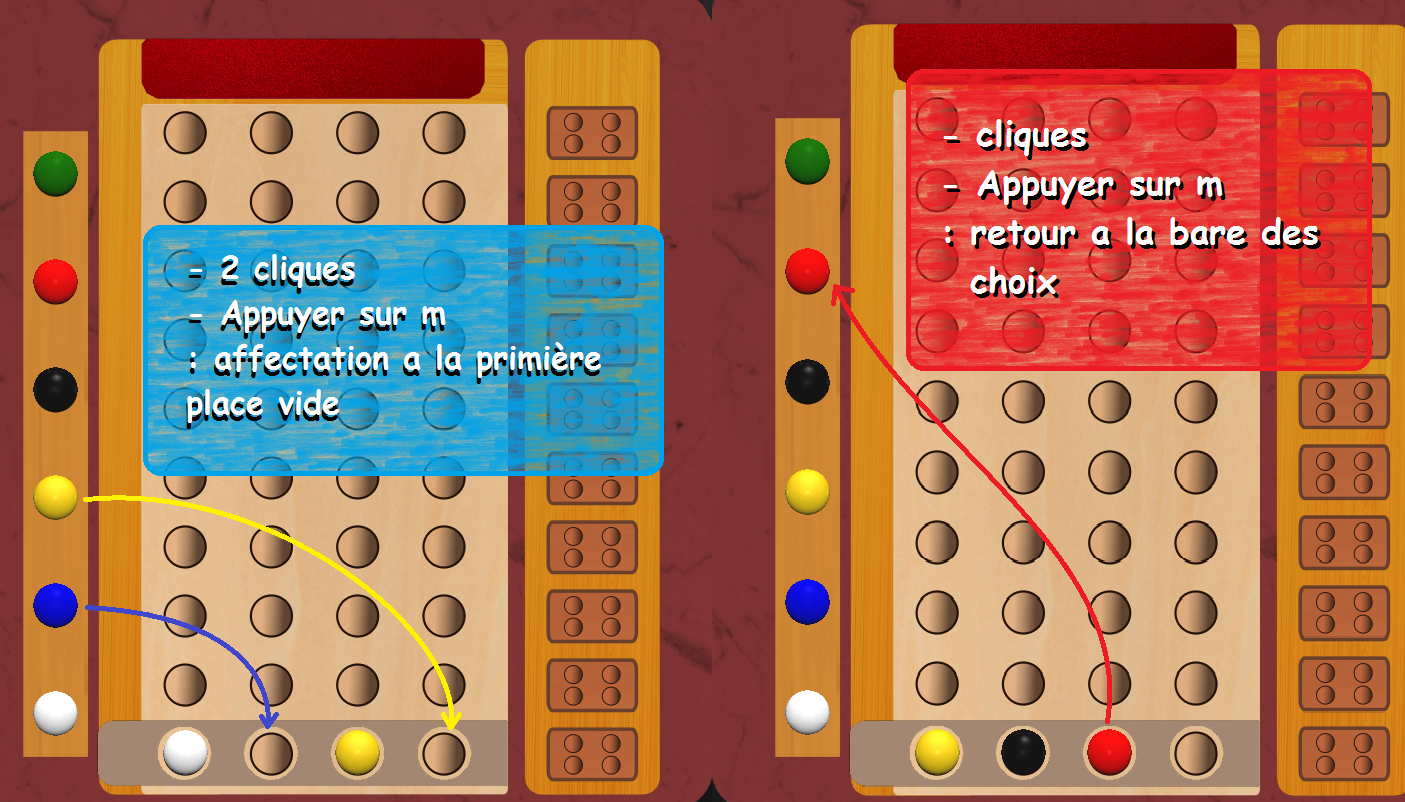 - 2 cliques
- Appuyer sur m
: affectation a la primière
place vide
- cliques
- Appuyer sur m
: retour a la bare des
choix